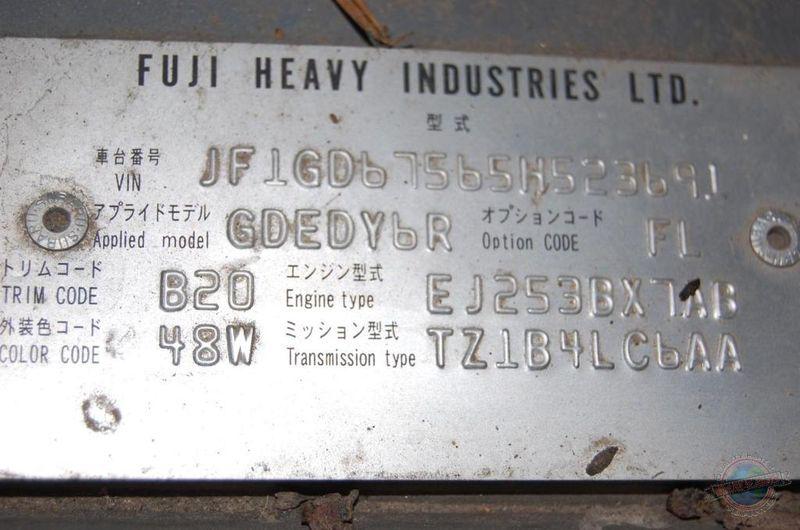 FUJI HEAVY INDUSTRIES LTD.
型式
車台番号
VIN JF1GD67565H523691
アプライドモデル
Applied model GDEDY6R
オプションコード
Option CODE FL
トリムコード
TRIM CODE B20
エンジン型式
Engine type EJ253BX7AB
外装色コード
COLOR CODE 48W
ミッション型式
Transmission type TZ1B4LC6AA